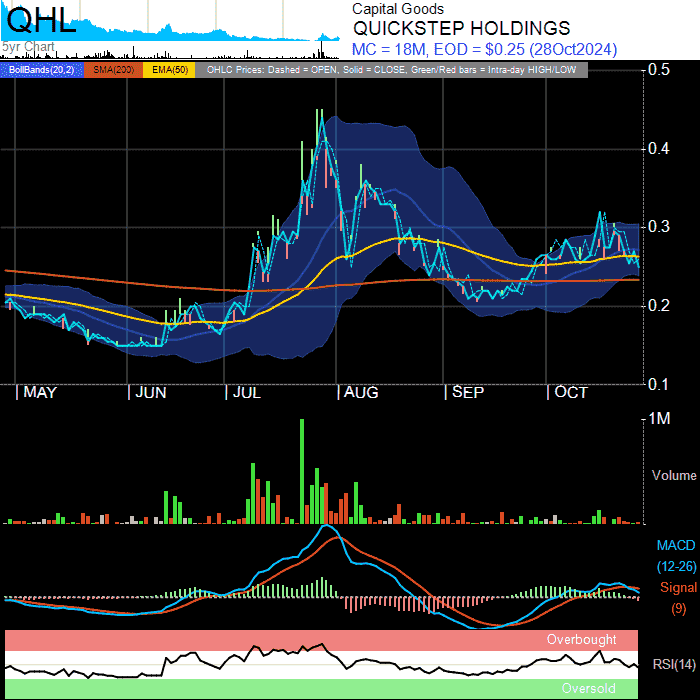 QHL
5yr Chart
Capital Goods
QUICKSTEP HOLDINGS
MC = 18M, EOD = $0.25 (28Oct2024)
BollBands(20,2) SMA(200) EMA(50) OHLC Prices: Dashed = OPEN, Solid = CLOSE, Green/Red bars = Intra-day HIGH/LOW
0.5
0.4
0.3
0.2
0.1
MAY JUN JUL AUG SEP OCT
1M
Volume
MACD
(12-26)
Signal
(9)
Overbought
RSI(14)
Oversold